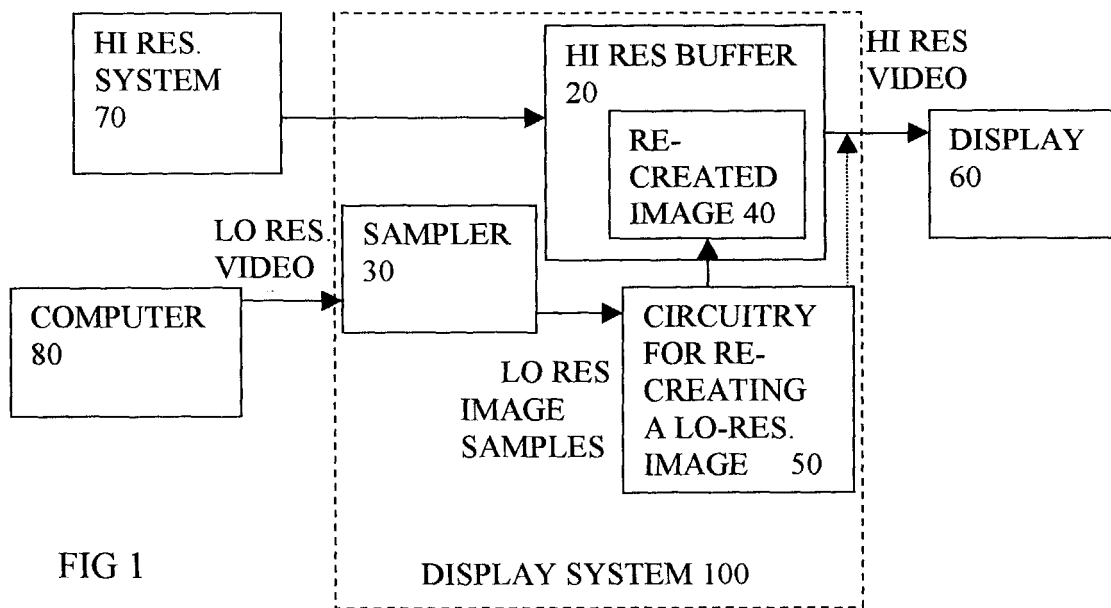 HI RES.
SYSTEM
70
HI RES BUFFER
20
RE-
CREATED
IMAGE 40
HI RES
VIDEO
DISPLAY
60
LO RES.
VIDEO
SAMPLER
30
COMPUTER
80
LO RES
IMAGE
SAMPLES
CIRCUITRY
FOR RE-
CREATING
A LO-RES.
IMAGE 50
FIG 1
DISPLAY SYSTEM 100